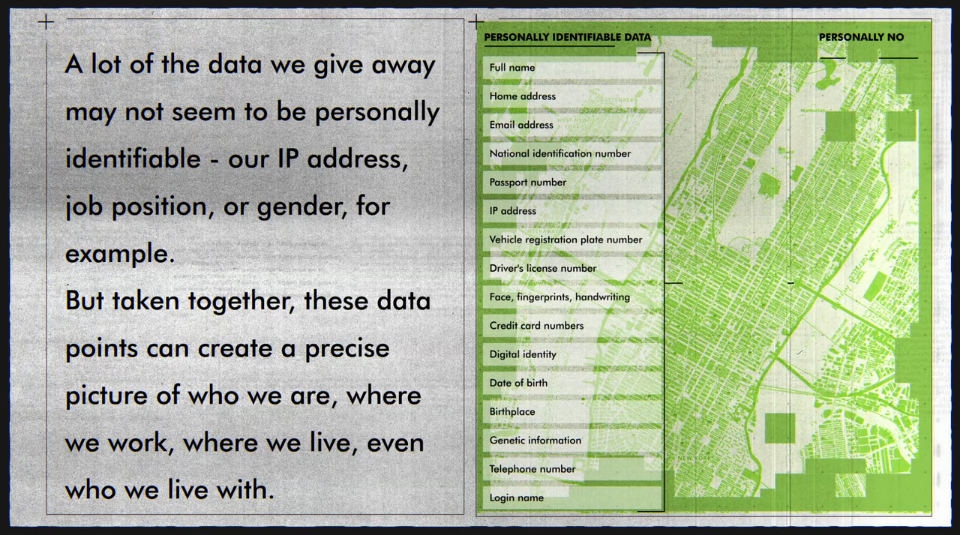 A lot of the data we give away
may not seem to be personally
identifiable - our IP address,
job position, or gender, for
example.
But taken together, these data
points can create a precise
picture of who we are, where
we work, where we live, even
who we live with.
PERSONALLY IDENTIFIABLE DATA
Full name
Home address
Email address
National identification number
Passport number
IP address
Vehicle registration plate number
Driver's license number
Face, fingerprints, handwriting
Credit card numbers
Digital identity
Date of birth
Birthplace
Genetic information
Telephone number
Login name
PERSONALLY NO